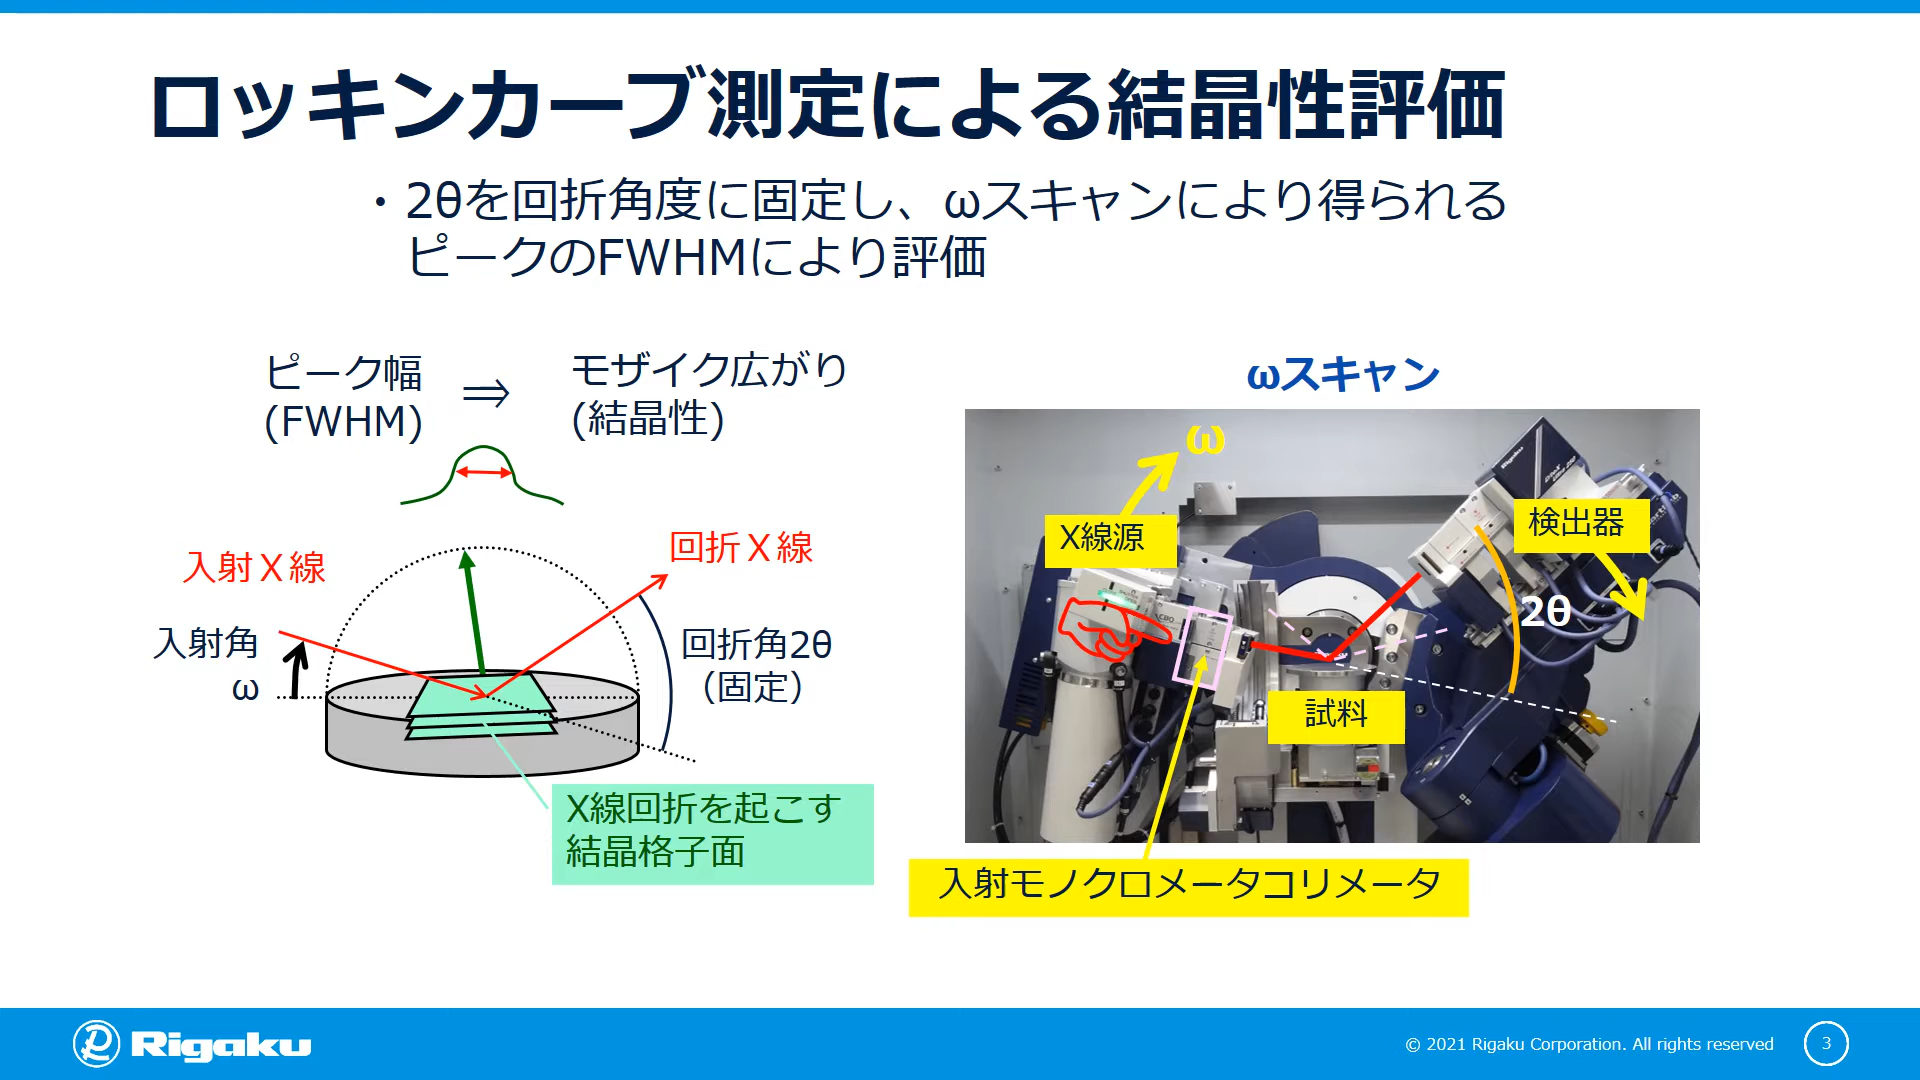 ロッキンカーブ測定による結晶性評価
・2θを回折角度に固定し、ωスキャンにより得られる
ピークのFWHMにより評価
ピーク幅
(FWHM)
⇒
モザイク広がり
(結晶性)
入射X線
回折X線
入射角
ω
回折角2θ
(固定)
X線回折を起こす
結晶格子面
ωスキャン
ω
X線源
検出器
2θ
試料
入射モノクロメータコリメータ
Rigaku
Rigaku
© 2021 Rigaku Corporation. All rights reserved
3